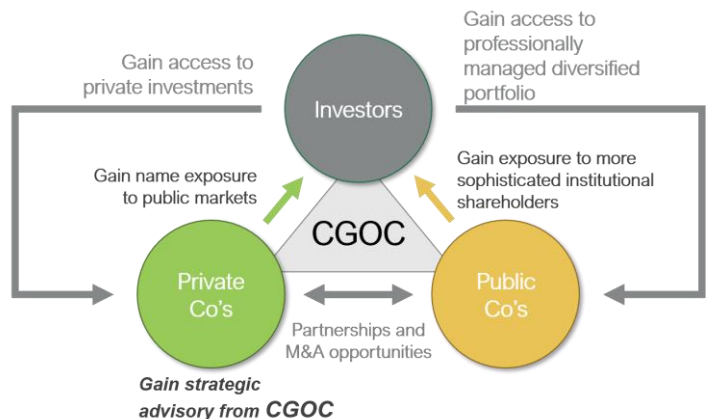 Gain access to
private investments
Investors
Gain access to
professionally
managed diversified
portfolio
Gain name exposure
to public markets
Gain exposure to more
sophisticated institutional
shareholders
CGOC
Private
Co's
Public
Co's
Partnerships and
M&A opportunities
Gain strategic
advisory from CGOC